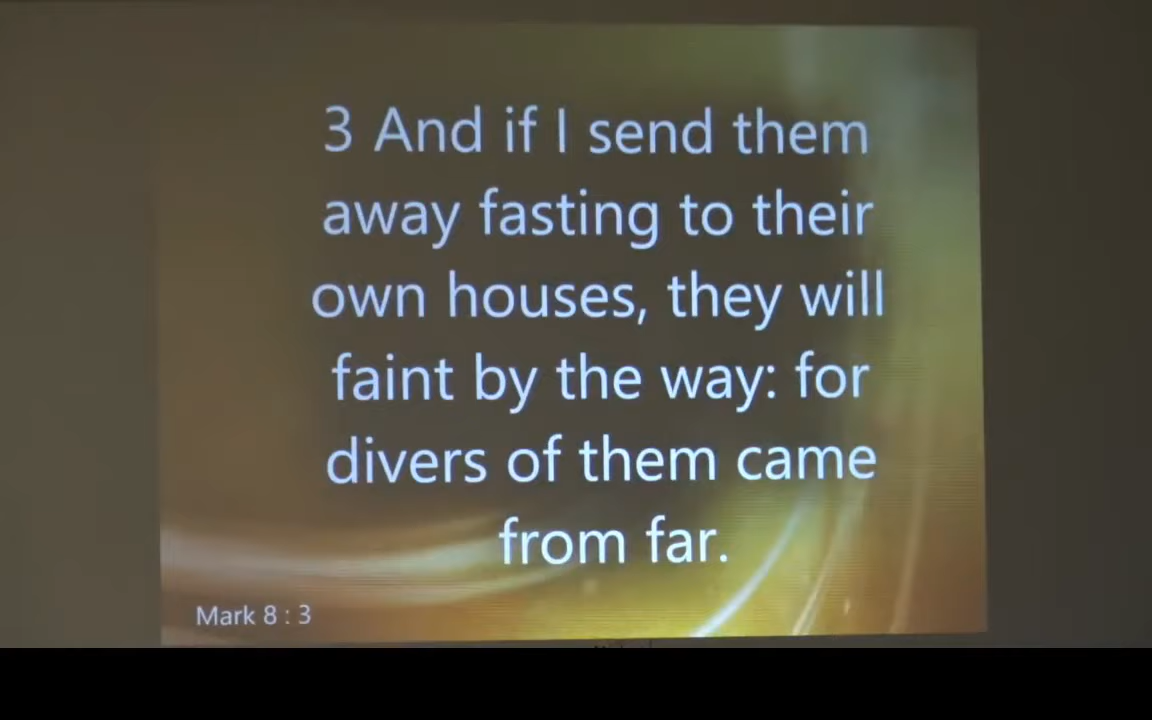 3 And if I send them
away fasting to their
own houses, they will
faint by the way: for
divers of them came
from far.
Mark 8 : 3